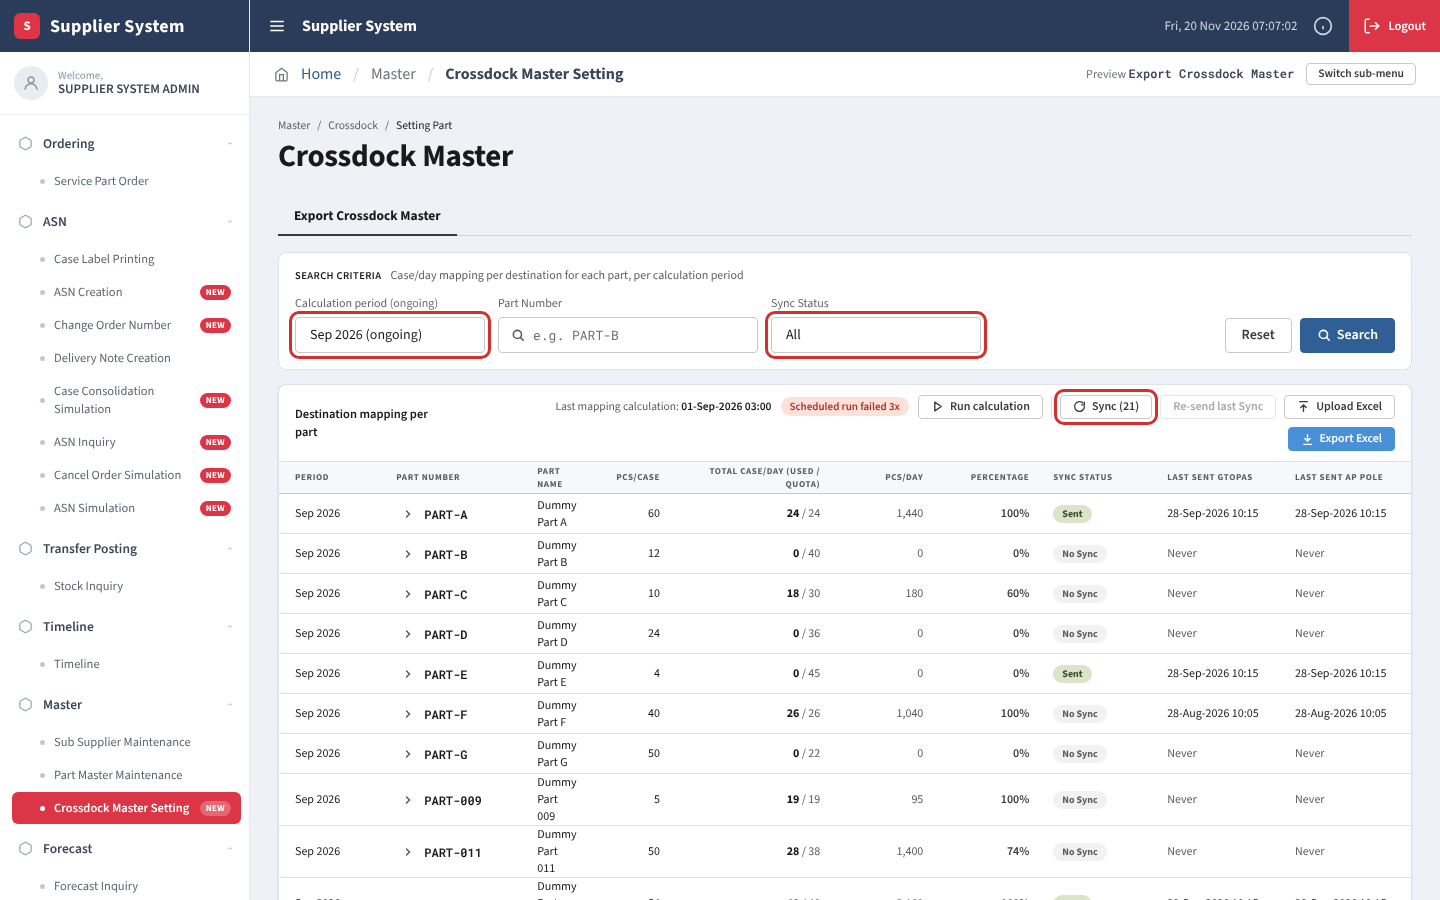 S Supplier System
Supplier System
Fri, 20 Nov 2026 07:07:02
Logout
Welcome,
SUPPLIER SYSTEM ADMIN
Home / Master / Crossdock Master Setting
Preview Export Crossdock Master
Switch sub-menu
Ordering
Service Part Order
ASN
Case Label Printing
ASN Creation NEW
Change Order Number NEW
Delivery Note Creation
Case Consolidation
Simulation NEW
ASN Inquiry NEW
Cancel Order Simulation NEW
ASN Simulation NEW
Transfer Posting
Stock Inquiry
Timeline
Timeline
Master
Sub Supplier Maintenance
Part Master Maintenance
Crossdock Master Setting NEW
Forecast
Forecast Inquiry
Master / Crossdock / Setting Part
Crossdock Master
Export Crossdock Master
SEARCH CRITERIA Case/day mapping per destination for each part, per calculation period
Calculation period (ongoing) Part Number Sync Status
Sep 2026 (ongoing) e.g. PART-B All Reset Search
Destination mapping per
part
Last mapping calculation: 01-Sep-2026 03:00 Scheduled run failed 3x Run calculation Sync (21) Re-send last Sync Upload Excel
Export Excel
PERIOD PART NUMBER PART NAME PCS/CASE TOTAL CASE/DAY (USED / QUOTA) PCS/DAY PERCENTAGE SYNC STATUS LAST SENT GTOPAS LAST SENT AP POLE
Sep 2026 PART-A Dummy Part A 60 24 / 24 1,440 100% Sent 28-Sep-2026 10:15 28-Sep-2026 10:15
Sep 2026 PART-B Dummy Part B 12 0 / 40 0 0% No Sync Never Never
Sep 2026 PART-C Dummy Part C 10 18 / 30 180 60% No Sync Never Never
Sep 2026 PART-D Dummy Part D 24 0 / 36 0 0% No Sync Never Never
Sep 2026 PART-E Dummy Part E 4 0 / 45 0 0% Sent 28-Sep-2026 10:15 28-Sep-2026 10:15
Sep 2026 PART-F Dummy Part F 40 26 / 26 1,040 100% No Sync 28-Aug-2026 10:05 28-Aug-2026 10:05
Sep 2026 PART-G Dummy Part G 50 0 / 22 0 0% No Sync Never Never
Sep 2026 PART-009 Dummy Part 009 5 19 / 19 95 100% No Sync Never Never
Sep 2026 PART-011 Dummy Part 011 50 28 / 38 1,400 74% No Sync Never Never
Dummy